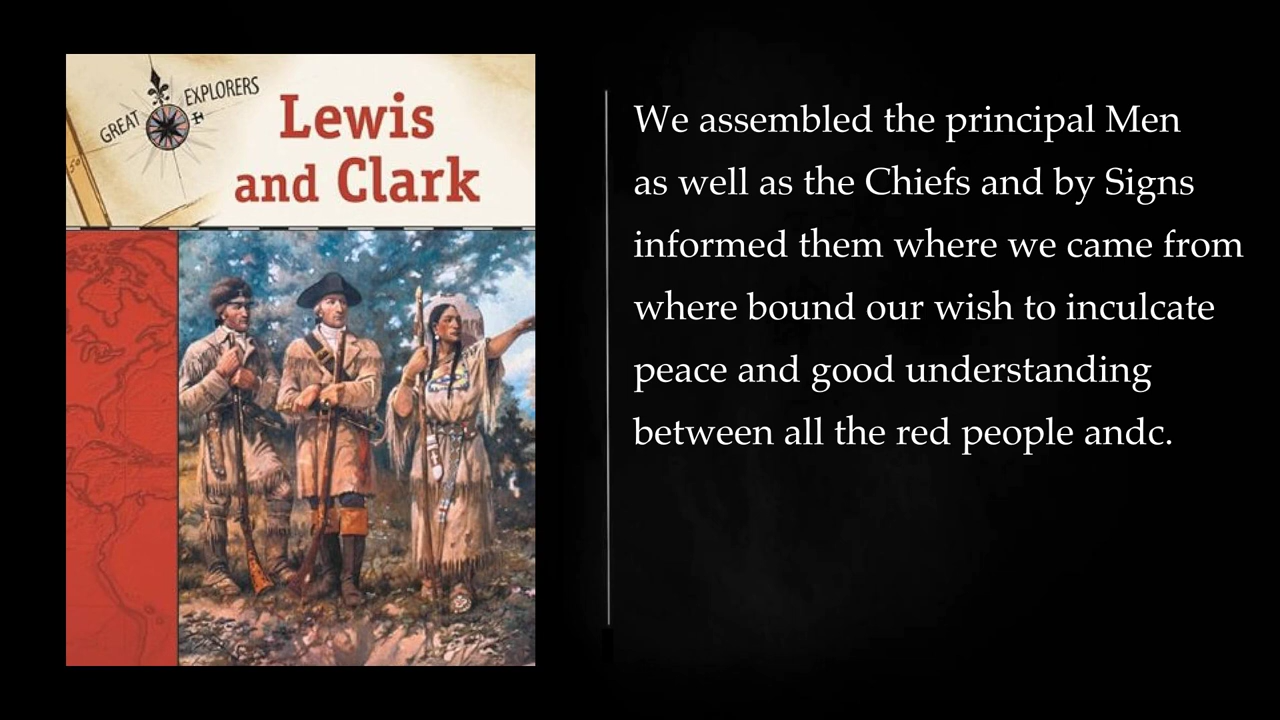 GREAT EXPLORERS
Lewis
and Clark
We assembled the principal Men
as well as the Chiefs and by Signs
informed them where we came from
where bound our wish to inculcate
peace and good understanding
between all the red people andc.